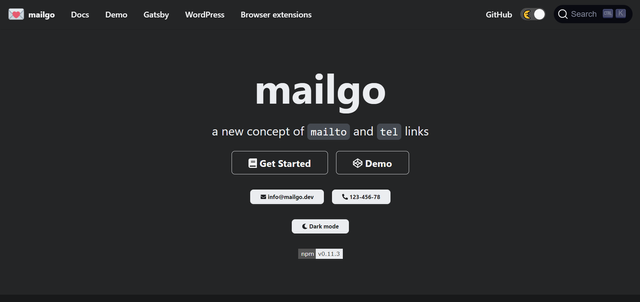 mailgo Docs Demo Gatsby WordPress Browser extensions GitHub Search K
mailgo
a new concept of mailto and tel links
Get Started Demo
info@mailgo.dev 123-456-78
Dark mode
npm v0.11.3